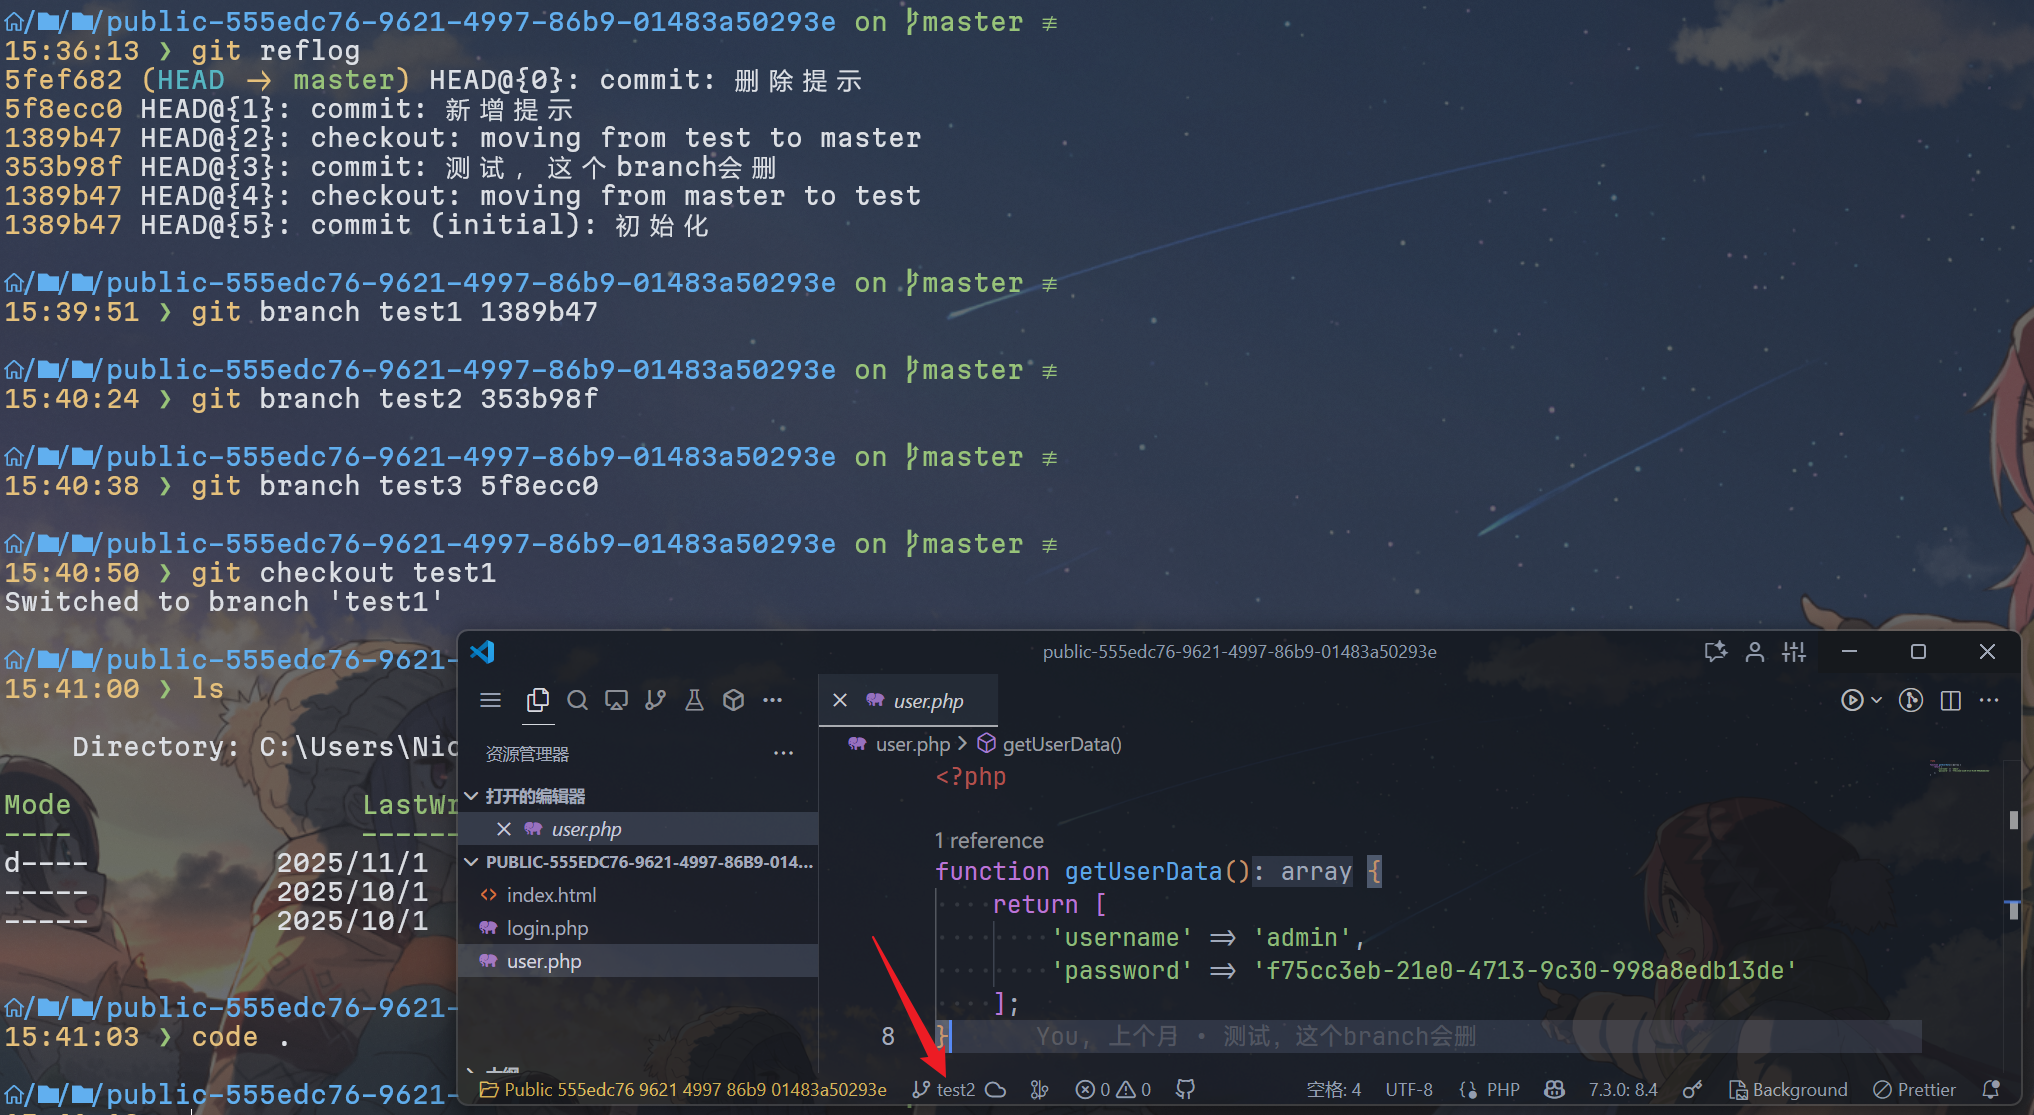 /public-555edc76-9621-4997-86b9-01483a50293e on master ≢
15:36:13 ❯ git reflog
5fef682 (HEAD -> master) HEAD@{0}: commit: 删除提示
5f8ecc0 HEAD@{1}: commit: 新增提示
1389b47 HEAD@{2}: checkout: moving from test to master
353b98f HEAD@{3}: commit: 测试，这个branch会删
1389b47 HEAD@{4}: checkout: moving from master to test
1389b47 HEAD@{5}: commit (initial): 初始化
/public-555edc76-9621-4997-86b9-01483a50293e on master ≢
15:39:51 ❯ git branch test1 1389b47
/public-555edc76-9621-4997-86b9-01483a50293e on master ≢
15:40:24 ❯ git branch test2 353b98f
/public-555edc76-9621-4997-86b9-01483a50293e on master ≢
15:40:38 ❯ git branch test3 5f8ecc0
/public-555edc76-9621-4997-86b9-01483a50293e on master ≢
15:40:50 ❯ git checkout test1
Switched to branch 'test1'
/public-555edc76-9621-
15:41:00 ❯ ls
Directory: C:\Users\Nic
Mode LastWr
---- ------
d---- 2025/11/1
----- 2025/10/1
----- 2025/10/1
/public-555edc76-9621-
15:41:03 ❯ code .
/public-555edc76-9621-
public-555edc76-9621-4997-86b9-01483a50293e
资源管理器
打开的编辑器
user.php
PUBLIC-555EDC76-9621-4997-86B9-014...
index.html
login.php
user.php
user.php
user.php > getUserData()
<?php
1 reference
function getUserData(): array {
return [
'username' => 'admin',
'password' => 'f75cc3eb-21e0-4713-9c30-998a8edb13de'
];
8 } You, 上个月 • 测试，这个branch会删
Public 555edc76 9621 4997 86b9 01483a50293e test2 0 0 空格: 4 UTF-8 {} PHP 7.3.0: 8.4 Background Prettier